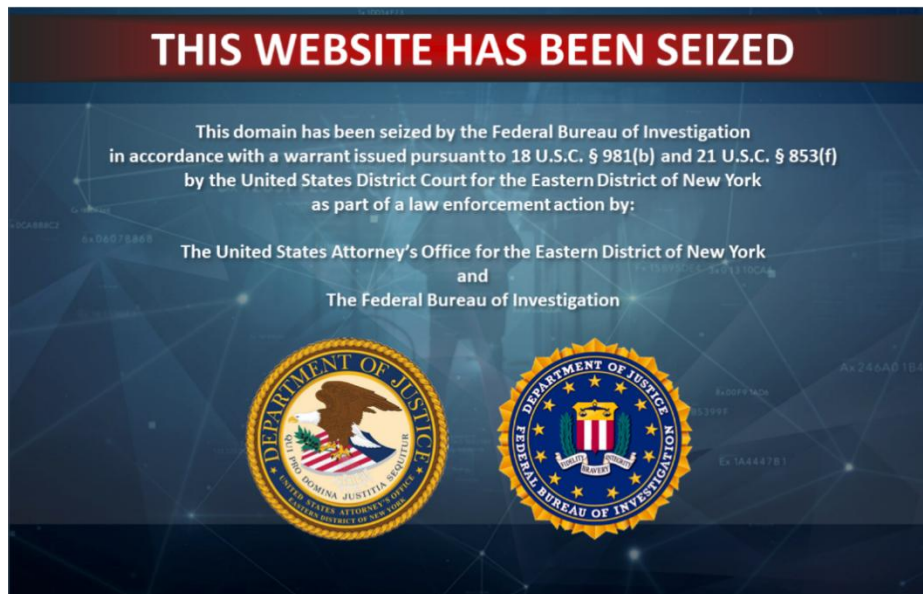 THIS WEBSITE HAS BEEN SEIZED
This domain has been seized by the Federal Bureau of Investigation
in accordance with a warrant issued pursuant to 18 U.S.C. § 981(b) and 21 U.S.C. § 853(f)
by the United States District Court for the Eastern District of New York
as part of a law enforcement action by:
The United States Attorney's Office for the Eastern District of New York
and
The Federal Bureau of Investigation
DEPARTMENT OF JUSTICE
QUI PRO DOMINA JUSTITIA SEQUITUR
UNITED STATES ATTORNEY'S OFFICE
EASTERN DISTRICT OF NEW YORK
DEPARTMENT OF JUSTICE
FIDELITY BRAVERY INTEGRITY
FEDERAL BUREAU OF INVESTIGATION